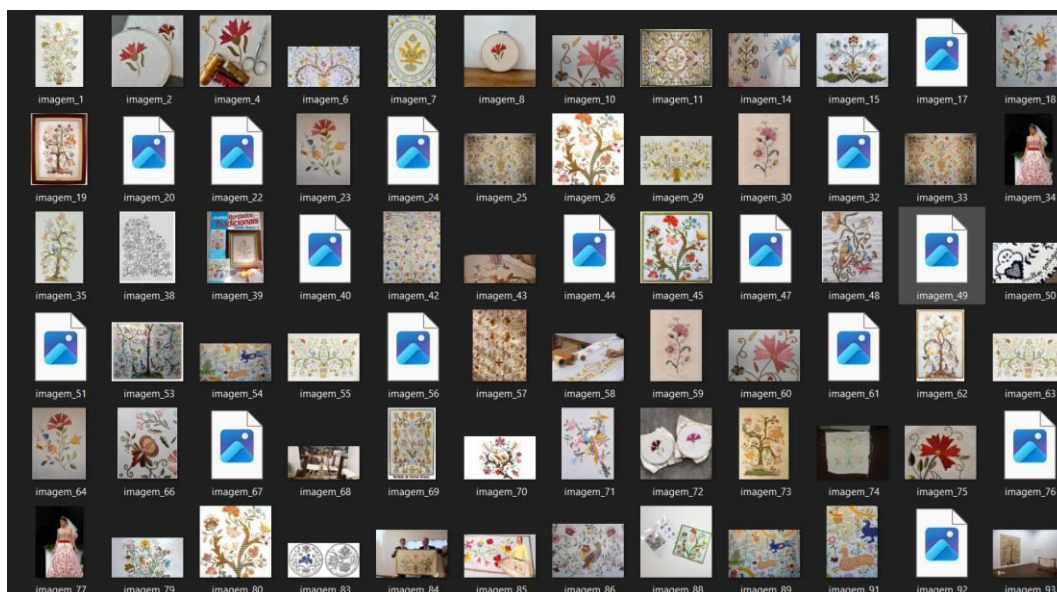 imagem_1 imagem_2 imagem_4 imagem_6 imagem_7 imagem_8 imagem_10 imagem_11 imagem_14 imagem_15 imagem_17 imagem_18
imagem_19 imagem_20 imagem_22 imagem_23 imagem_24 imagem_25 imagem_26 imagem_29 imagem_30 imagem_32 imagem_33 imagem_34
Bordados
Tradicionais
imagem_35 imagem_38 imagem_39 imagem_40 imagem_42 imagem_43 imagem_44 imagem_45 imagem_47 imagem_48 imagem_49 imagem_50
imagem_51 imagem_53 imagem_54 imagem_55 imagem_56 imagem_57 imagem_58 imagem_59 imagem_60 imagem_61 imagem_62 imagem_63
imagem_64 imagem_66 imagem_67 imagem_68 imagem_69 imagem_70 imagem_71 imagem_72 imagem_73 imagem_74 imagem_75 imagem_76
imagem_77 imagem_79 imagem_80 imagem_83 imagem_84 imagem_85 imagem_86 imagem_88 imagem_89 imagem_91 imagem_92 imagem_93